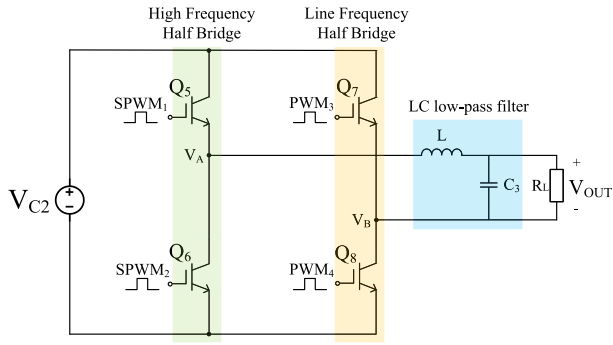 High Frequency
Half Bridge
Line Frequency
Half Bridge
Q5
Q7
SPWM1
PWM3
LC low-pass filter
L
VA
C3
RL
+
VOUT
-
VC2
+
-
VB
Q6
Q8
SPWM2
PWM4